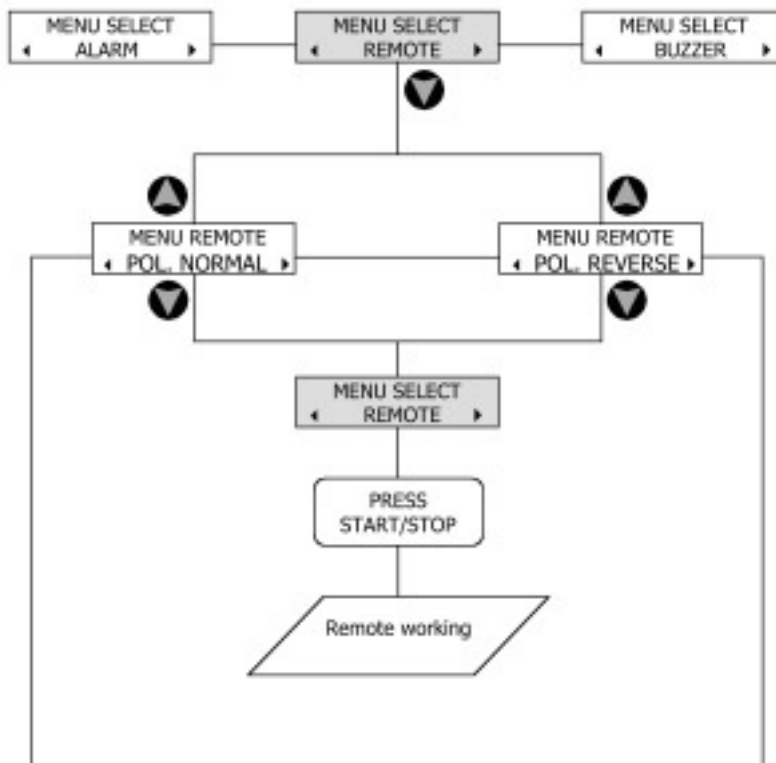 MENU SELECT
ALARM
MENU SELECT
REMOTE
MENU SELECT
BUZZER
MENU REMOTE
POL. NORMAL
MENU REMOTE
POL. REVERSE
MENU SELECT
REMOTE
PRESS
START/STOP
Remote working